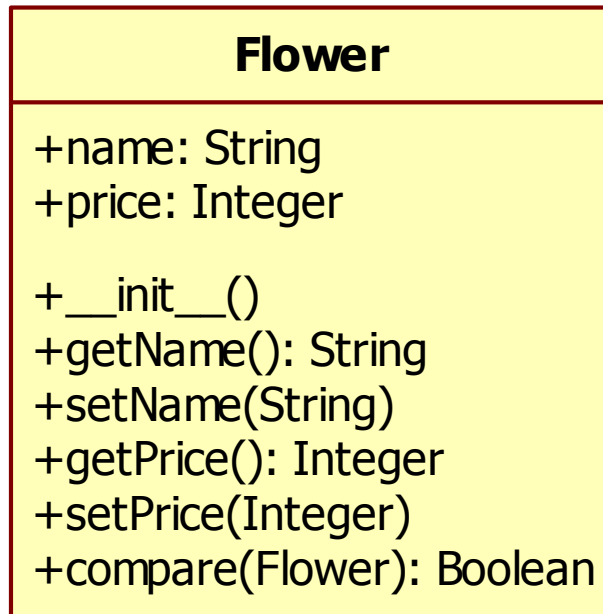 Flower
+name: String
+price: Integer
+__init__()
+getName(): String
+setName(String)
+getPrice(): Integer
+setPrice(Integer)
+compare(Flower): Boolean